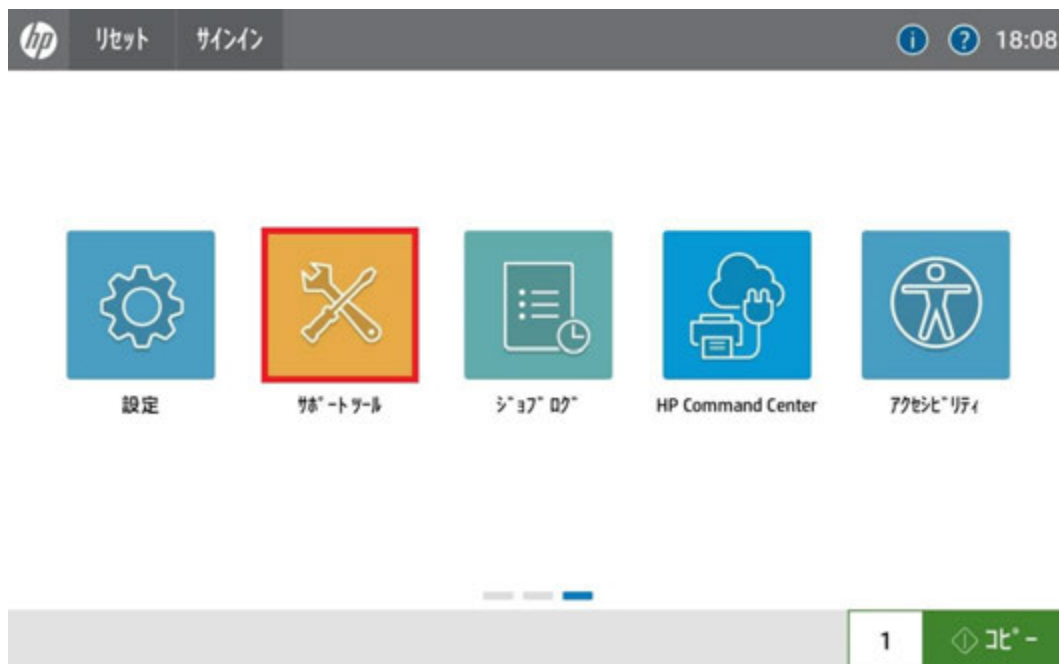 hp ﾘｾｯﾄ ｻｲﾝｲﾝ i ? 18:08
設定 ｻﾎﾟｰﾄ ﾂｰﾙ ｼﾞｮﾌﾞ ﾛｸﾞ HP Command Center ｱｸｾｼﾋﾞﾘﾃｨ
1 ｺﾋﾟｰ